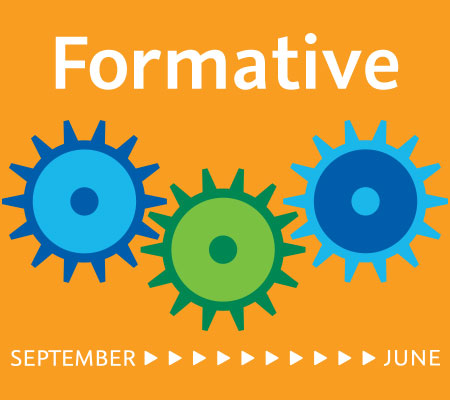 Formative
SEPTEMBER ▶ ▶ ▶ ▶ ▶ ▶ ▶ ▶ ▶ ▶ JUNE